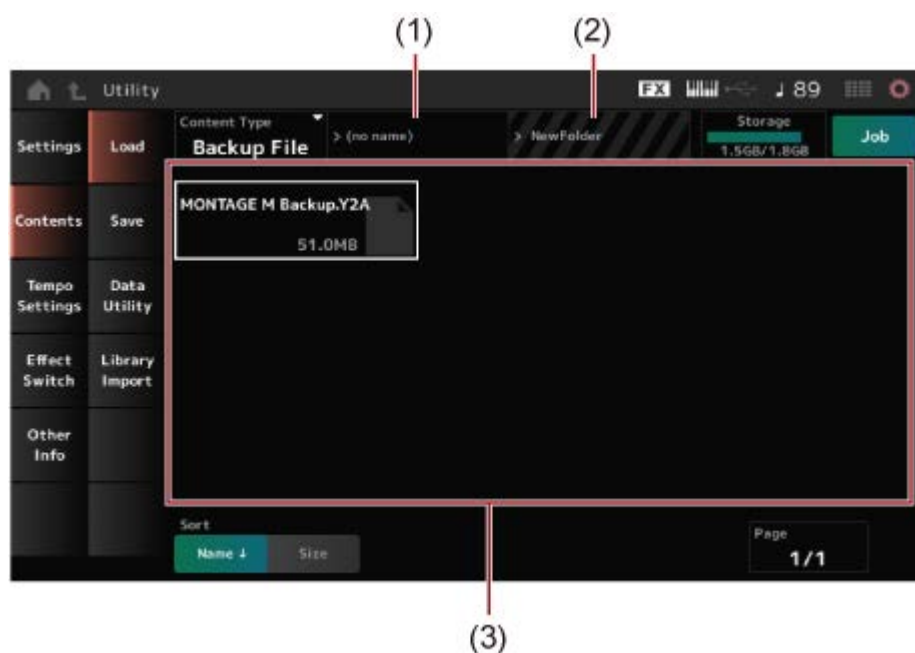 (1) (2)
Utility FX 89
Settings Load Content Type Backup File > (no name) > NewFolder Storage 1.5GB/1.8GB Job
MONTAGE M Backup.Y2A
51.0MB
Contents Save
Tempo Settings Data Utility
Effect Switch Library Import
Other Info
Sort
Name ↓ Size
Page
1/1
(3)